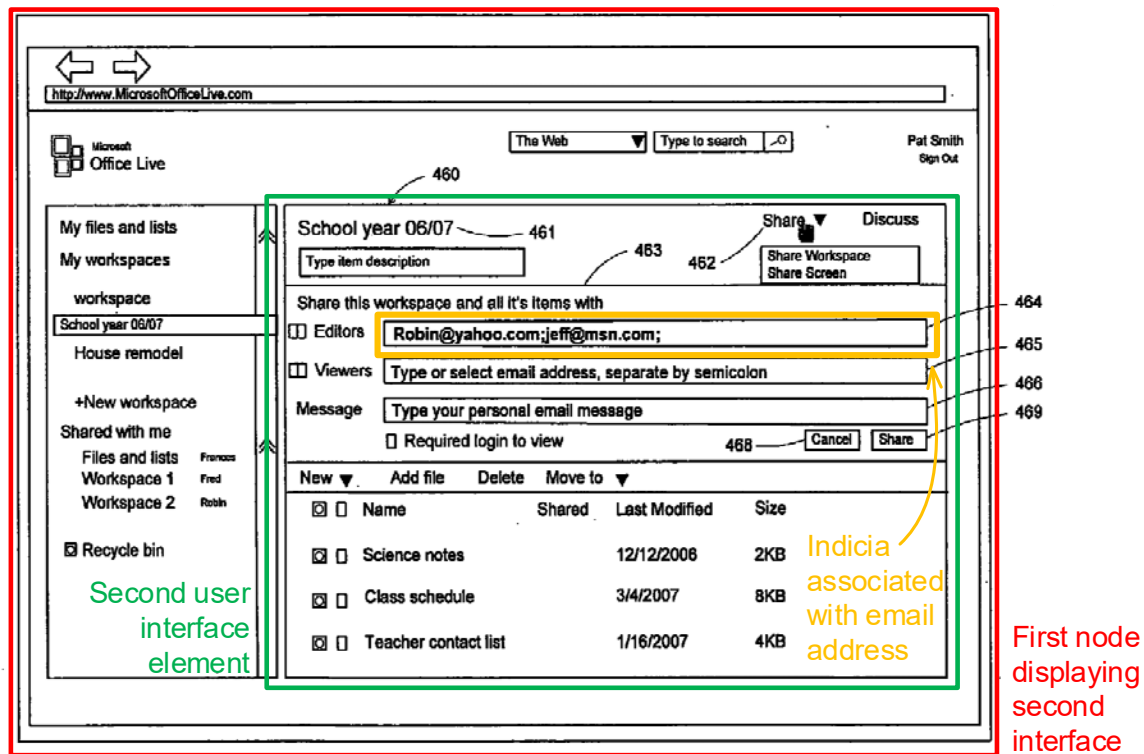 http://www.MicrosoftOfficeLive.com
Microsoft
Office Live
The Web ▼ Type to search
Pat Smith
Sign Out
460
My files and lists
My workspaces
workspace
School year 06/07
House remodel
+New workspace
Shared with me
Files and lists Frances
Workspace 1 Fred
Workspace 2 Robin
Recycle bin
School year 06/07 461
Share ▼ Discuss
Type item description
463
462
Share Workspace
Share Screen
Share this workspace and all it's items with
Editors Robin@yahoo.com;jeff@msn.com; 464
Viewers Type or select email address, separate by semicolon 465
Message Type your personal email message 466
Required login to view 468 Cancel Share 469
New ▼ Add file Delete Move to ▼
Name Shared Last Modified Size
Science notes 12/12/2006 2KB
Class schedule 3/4/2007 8KB
Teacher contact list 1/16/2007 4KB
Second user
interface
element
Indicia
associated
with email
address
First node
displaying
second
interface